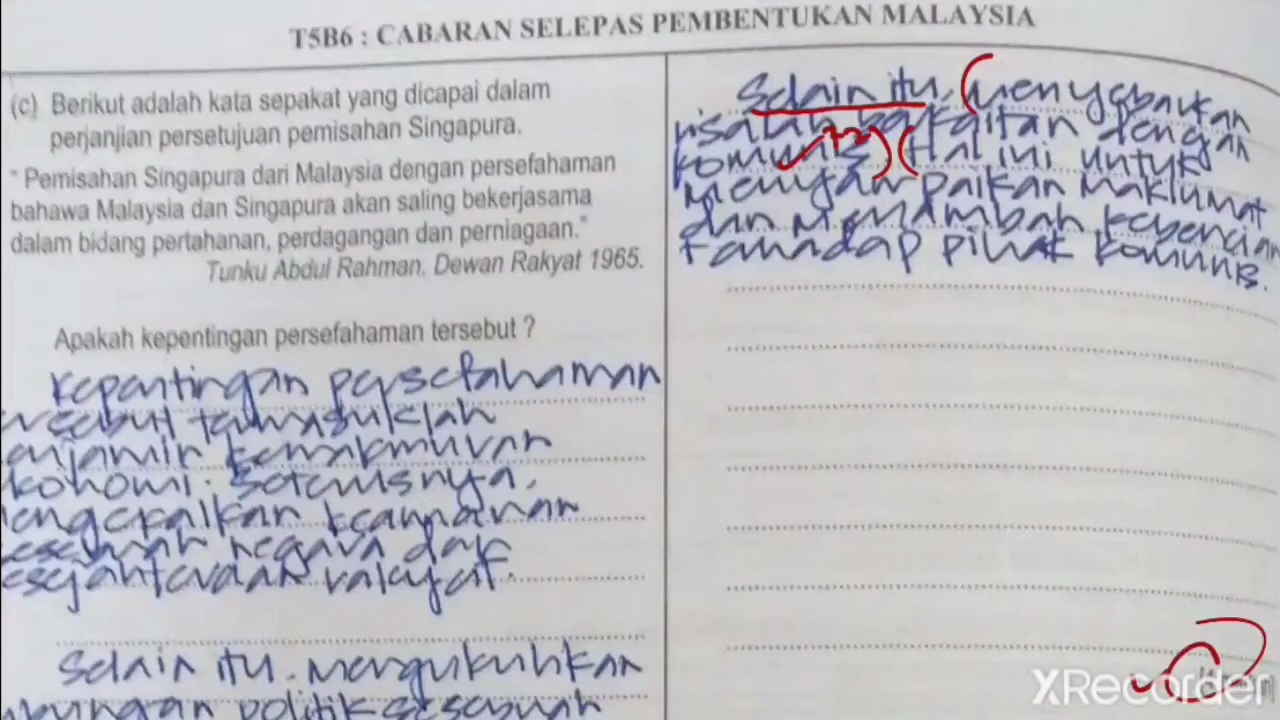 T5B6 : CABARAN SELEPAS PEMBENTUKAN MALAYSIA
(c) Berikut adalah kata sepakat yang dicapai dalam
perjanjian persetujuan pemisahan Singapura.
" Pemisahan Singapura dari Malaysia dengan persefahaman
bahawa Malaysia dan Singapura akan saling bekerjasama
dalam bidang pertahanan, perdagangan dan perniagaan."
Tunku Abdul Rahman, Dewan Rakyat 1965.
Apakah kepentingan persefahaman tersebut ?
Kepentingan persefahaman
tersebut termasuklah
menjamin kemakmuran
ekonomi. Seterusnya,
mengekalkan keamanan
sesebuah negara dan
kesejahteraan rakyat.
Selain itu, mengukuhkan
hubungan politik sesebuah
Selain itu, menyebarkan
risalah berkaitan dengan
komunis. Hal ini untuk
menyampaikan maklumat
dan menambah kebencian
terhadap pihak komunis.
XRecorder